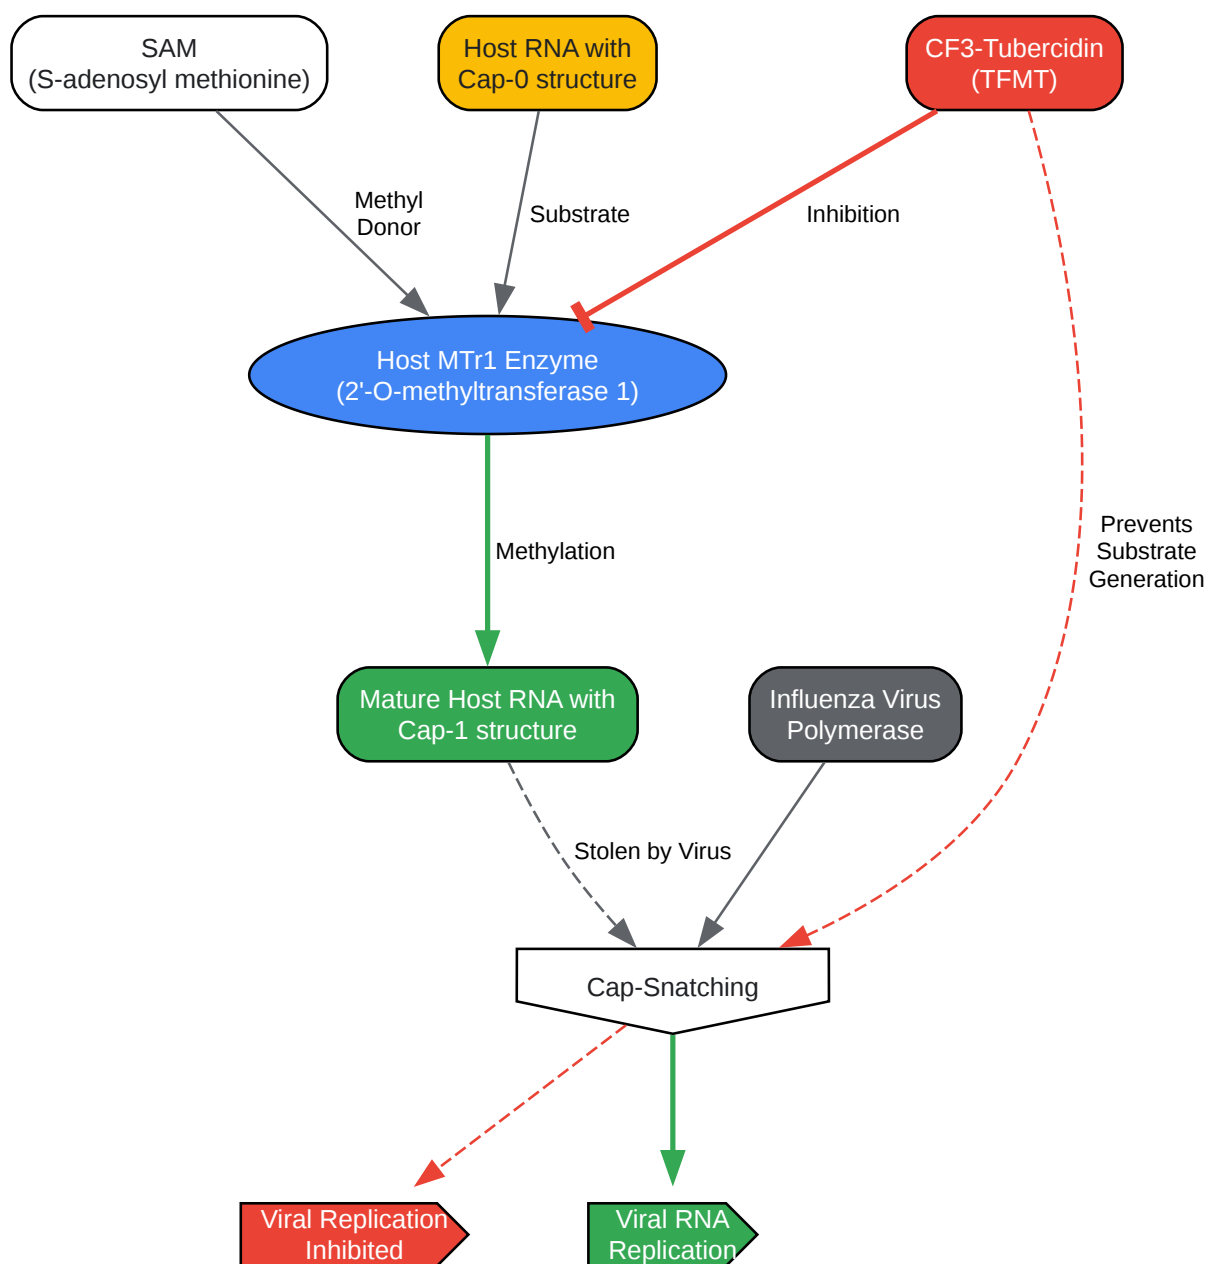 SAM
(S-adenosyl methionine)
Host RNA with
Cap-0 structure
CF3-Tubercidin
(TFMT)
Methyl
Donor
Substrate
Inhibition
Host MTr1 Enzyme
(2'-O-methyltransferase 1)
Methylation
Prevents
Substrate
Generation
Mature Host RNA with
Cap-1 structure
Influenza Virus
Polymerase
Stolen by Virus
Cap-Snatching
Viral Replication
Inhibited
Viral RNA
Replication